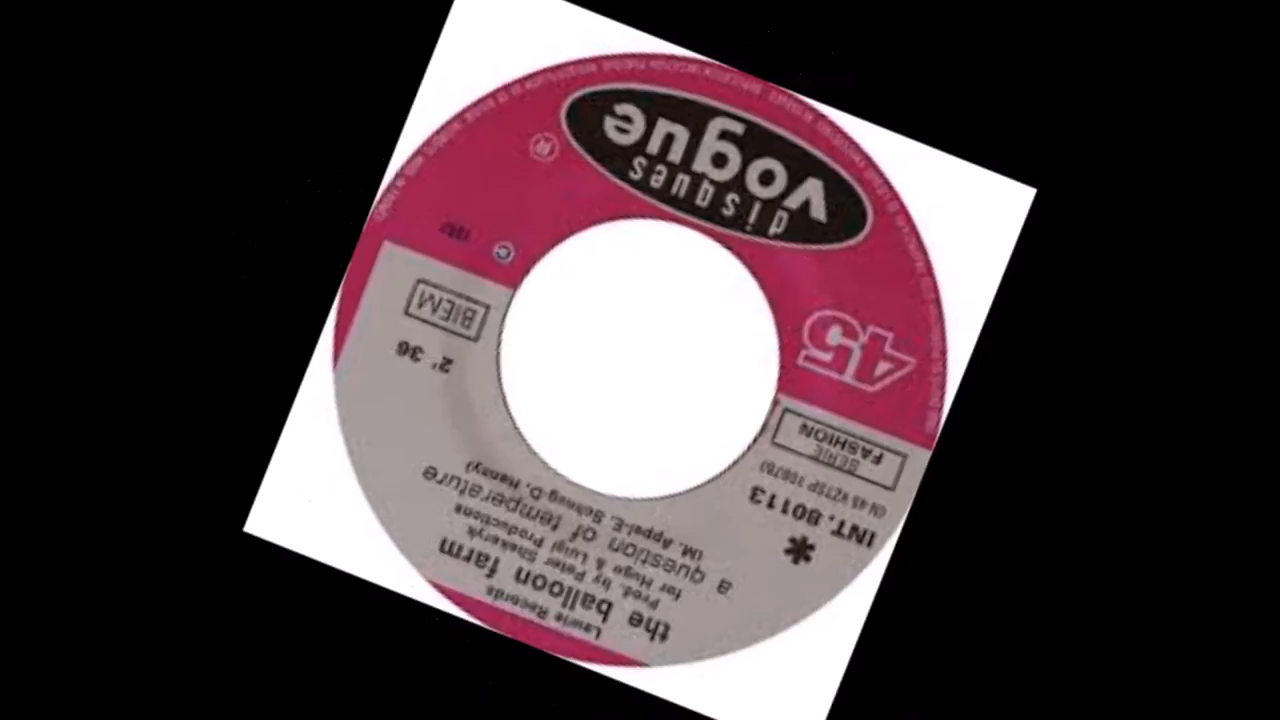 disques
vogue
45
BIEM
2' 36
SERIE
FASHION
INT. 80113
*
a question of temperature
(M. Appel-E. Schnug-D. Henny)
the balloon farm
Prod. by Peter Shekeryk
for Hugo & Luigi Productions
Laurie Records